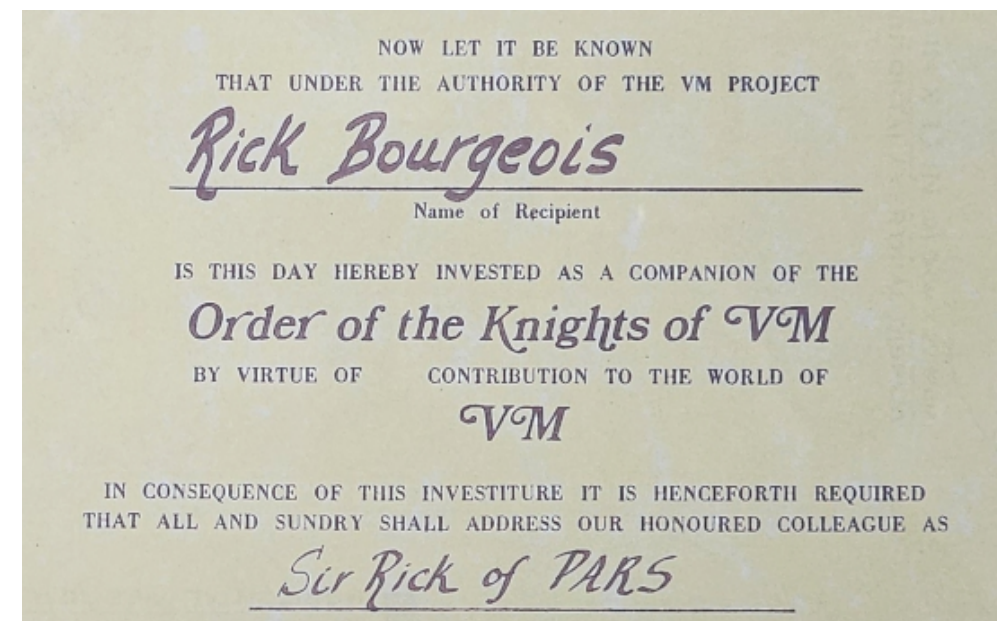 NOW LET IT BE KNOWN
THAT UNDER THE AUTHORITY OF THE VM PROJECT
Rick Bourgeois
Name of Recipient
IS THIS DAY HEREBY INVESTED AS A COMPANION OF THE
Order of the Knights of VM
BY VIRTUE OF CONTRIBUTION TO THE WORLD OF
VM
IN CONSEQUENCE OF THIS INVESTITURE IT IS HENCEFORTH REQUIRED
THAT ALL AND SUNDRY SHALL ADDRESS OUR HONOURED COLLEAGUE AS
Sir Rick of PARS